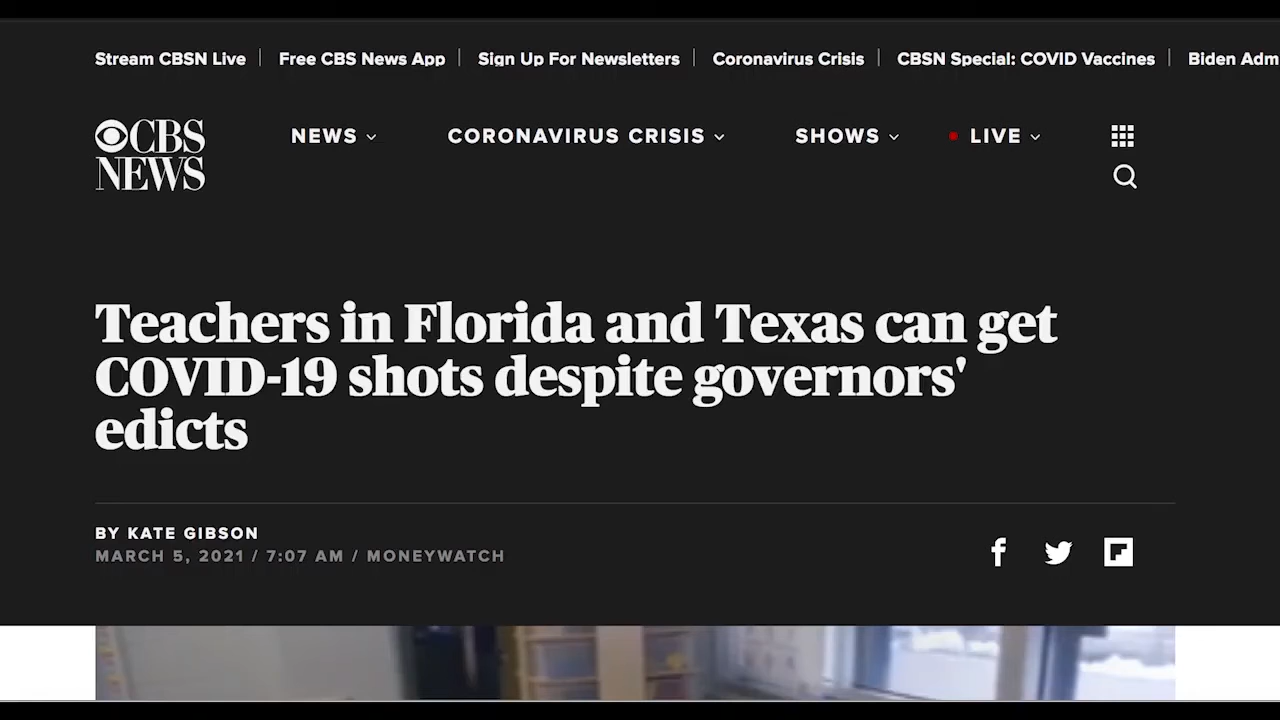 Stream CBSN Live | Free CBS News App | Sign Up For Newsletters | Coronavirus Crisis | CBSN Special: COVID Vaccines | Biden Adm
CBS
NEWS
NEWS CORONAVIRUS CRISIS SHOWS LIVE
Teachers in Florida and Texas can get
COVID-19 shots despite governors'
edicts
BY KATE GIBSON
MARCH 5, 2021 / 7:07 AM / MONEYWATCH